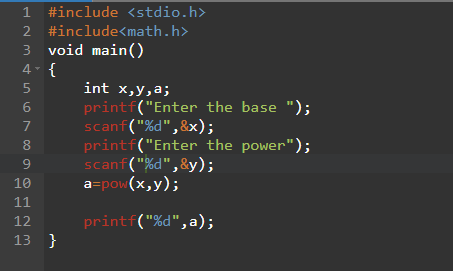 1 #include <stdio.h>
2 #include<math.h>
3 void main()
4 {
5 int x,y,a;
6 printf("Enter the base ");
7 scanf("%d",&x);
8 printf("Enter the power");
9 scanf("%d",&y);
10 a=pow(x,y);
11
12 printf("%d",a);
13 }